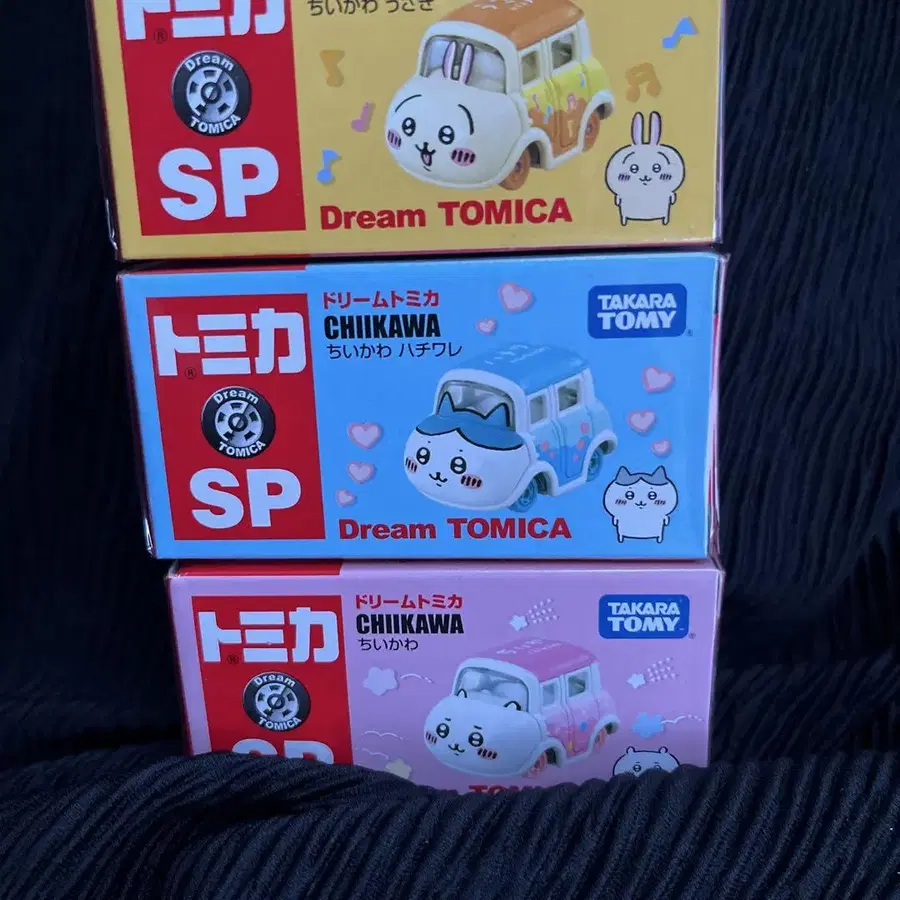 トミカ
®
ちいかわ うさぎ
Dream
TOMICA
SP
Dream TOMICA
トミカ
®
Dream
TOMICA
SP
ドリームトミカ
CHIIKAWA
ちいかわ ハチワレ
TAKARA
TOMY
®
Dream TOMICA
トミカ
®
Dream
TOMICA
SP
ドリームトミカ
CHIIKAWA
ちいかわ
TAKARA
TOMY
®